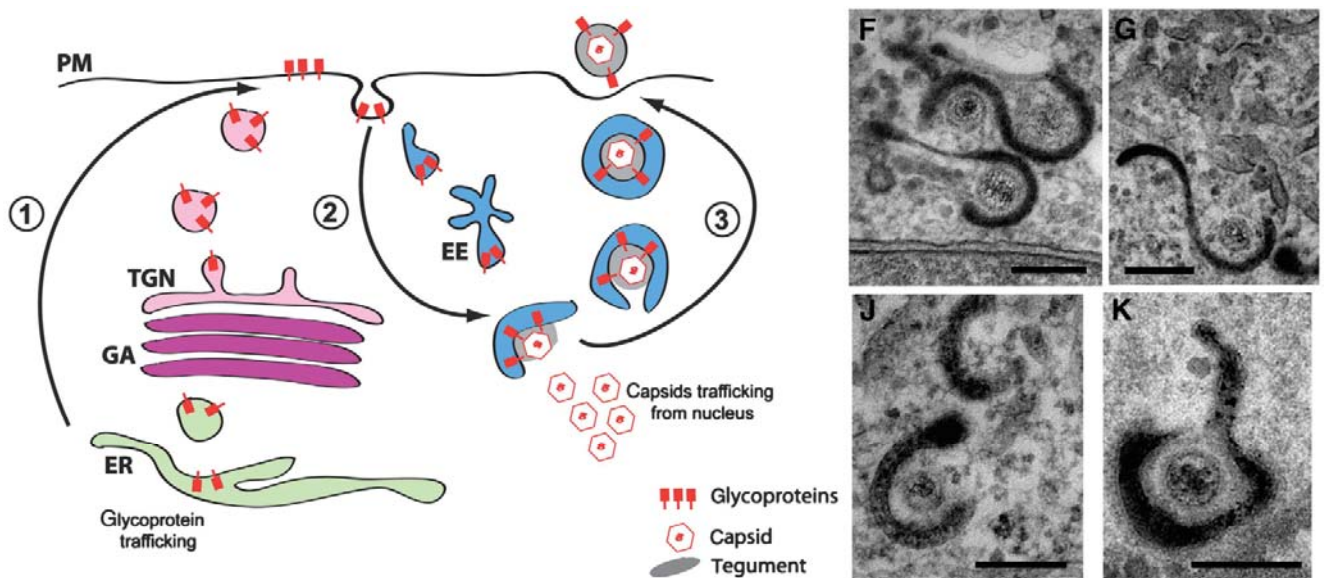 PM
1
2
3
TGN
EE
GA
Capsids trafficking
from nucleus
ER
Glycoprotein
trafficking
Glycoproteins
Capsid
Tegument
F
G
J
K